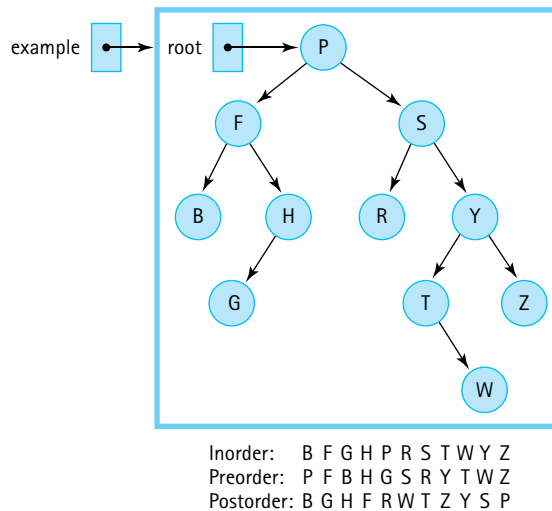 example root P
F S
B H R Y
G T Z
W
Inorder: B F G H P R S T W Y Z
Preorder: P F B H G S R Y T W Z
Postorder: B G H F R W T Z Y S P